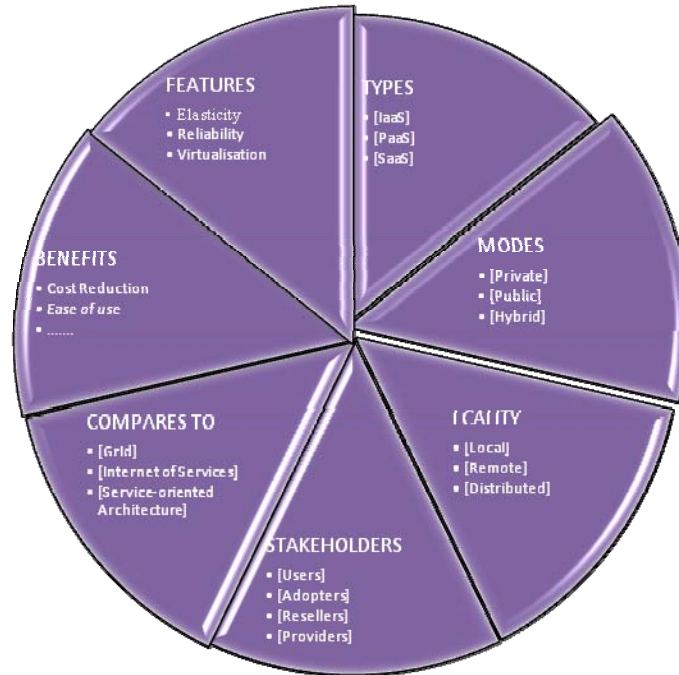 FEATURES
• Elasticity
• Reliability
• Virtualisation
TYPES
• [IaaS]
• [PaaS]
• [SaaS]
MODES
• [Private]
• [Public]
• [Hybrid]
LCALITY
• [Local]
• [Remote]
• [Distributed]
STAKEHOLDERS
• [Users]
• [Adopters]
• [Resellers]
• [Providers]
COMPARES TO
• [Grid]
• [Internet of Services]
• [Service-oriented
Architecture]
BENEFITS
• Cost Reduction
• Ease of use
• .......